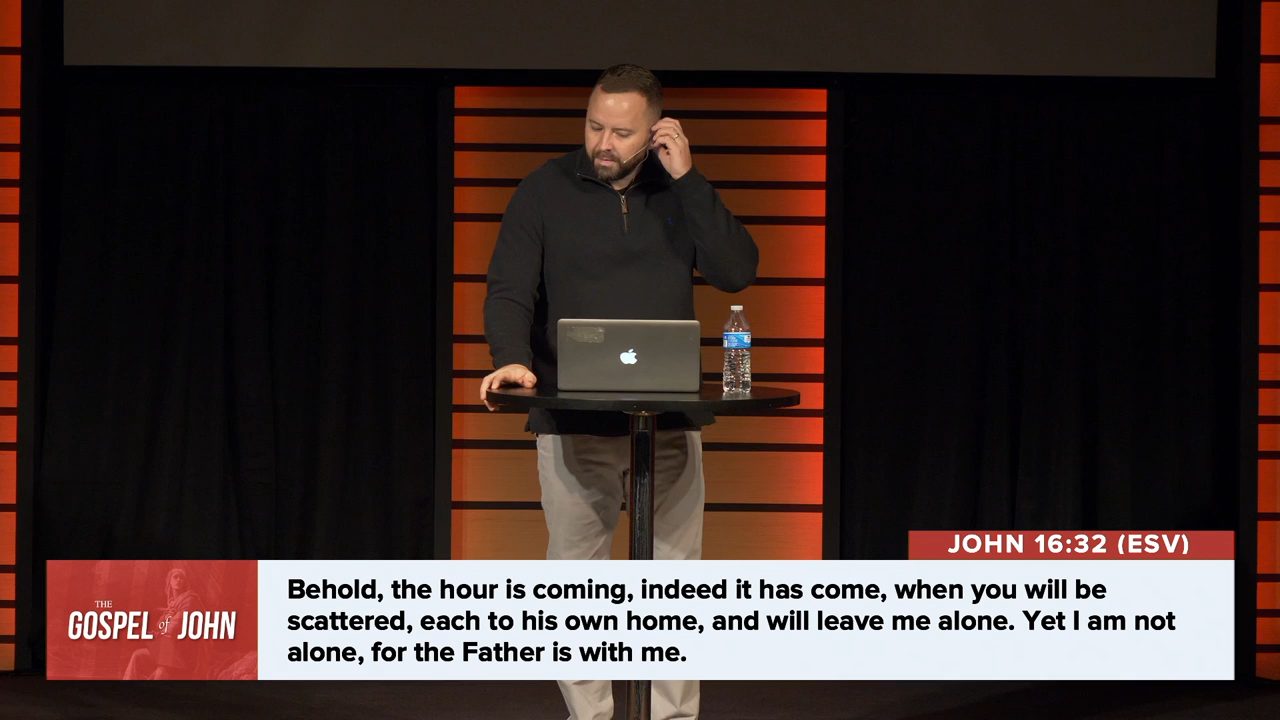 JOHN 16:32 (ESV)
THE
GOSPEL of JOHN
Behold, the hour is coming, indeed it has come, when you will be
scattered, each to his own home, and will leave me alone. Yet I am not
alone, for the Father is with me.